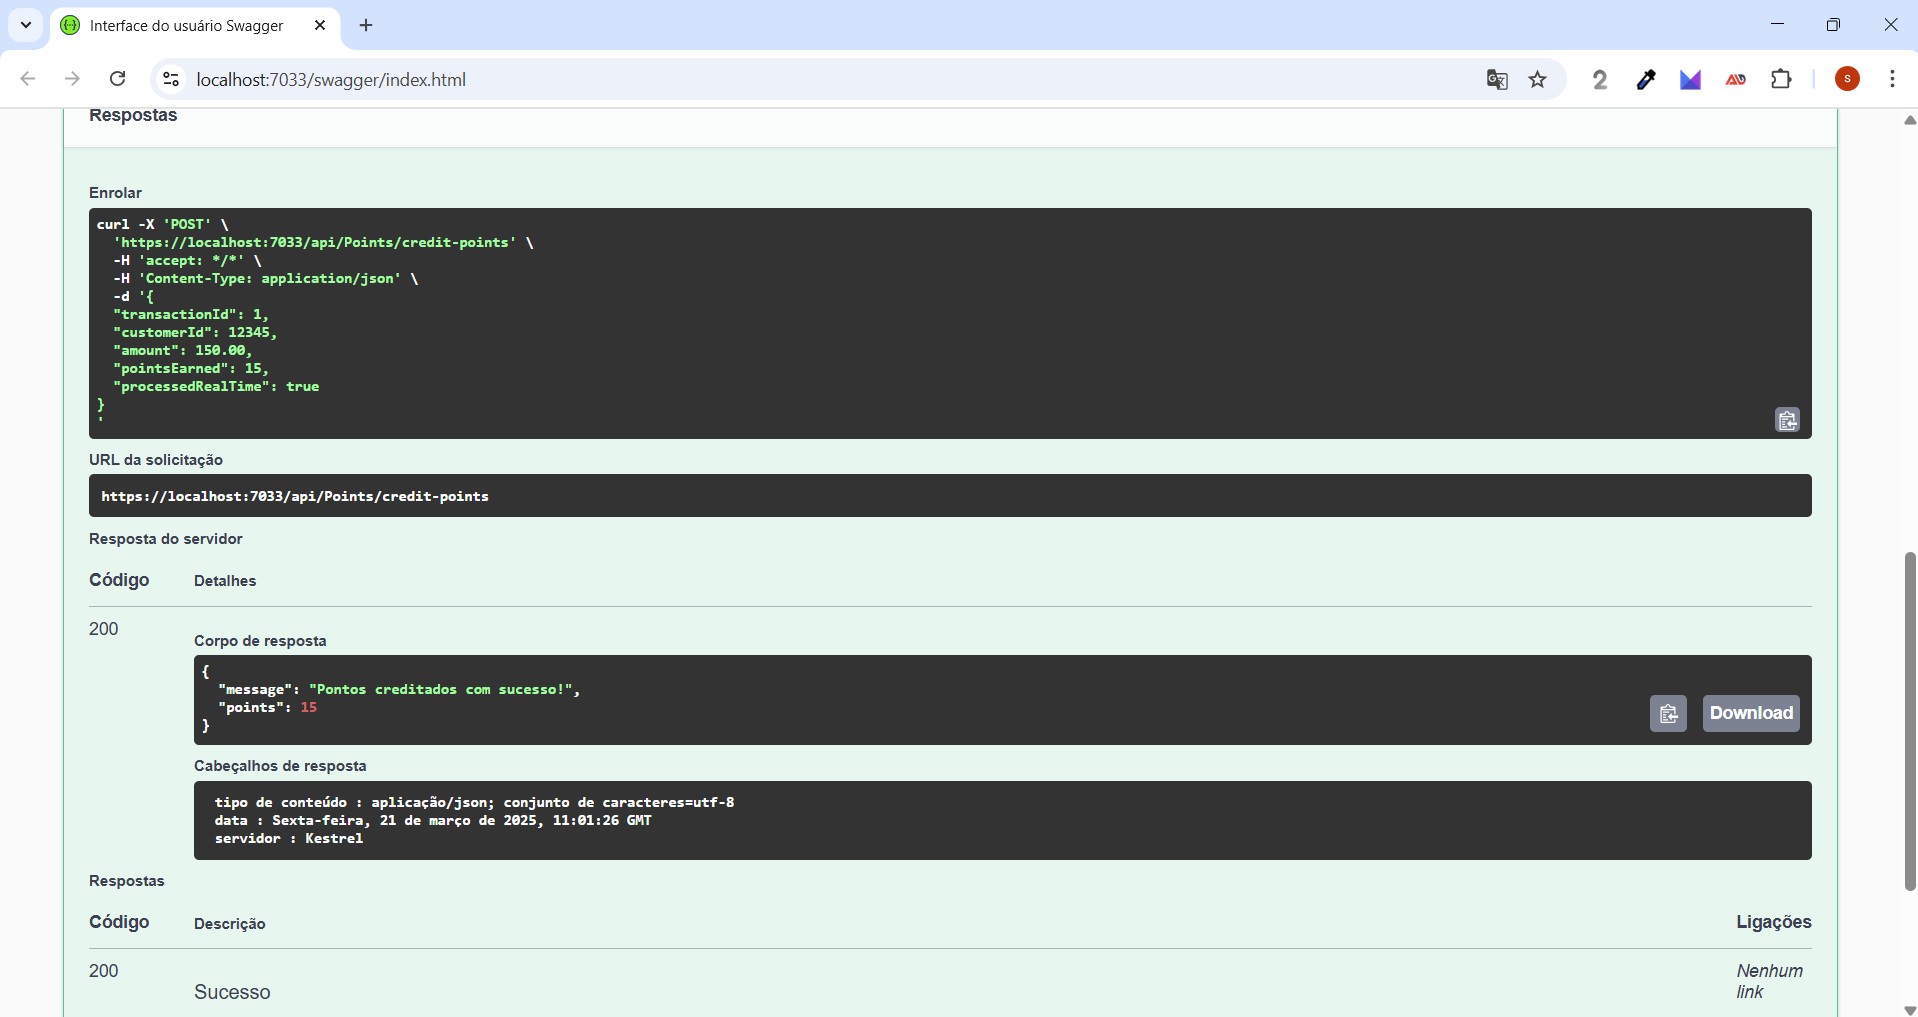 Interface do usuário Swagger
localhost:7033/swagger/index.html
2
S
Respostas
Enrolar
curl -X 'POST' \
'https://localhost:7033/api/Points/credit-points' \
-H 'accept: */*' \
-H 'Content-Type: application/json' \
-d '{
"transactionId": 1,
"customerId": 12345,
"amount": 150.00,
"pointsEarned": 15,
"processedRealTime": true
}
'
URL da solicitação
https://localhost:7033/api/Points/credit-points
Resposta do servidor
Código Detalhes
200
Corpo de resposta
{
"message": "Pontos creditados com sucesso!",
"points": 15
}
Download
Cabeçalhos de resposta
tipo de conteúdo : aplicação/json; conjunto de caracteres=utf-8
data : Sexta-feira, 21 de março de 2025, 11:01:26 GMT
servidor : Kestrel
Respostas
Código Descrição Ligações
200
Sucesso
Nenhum
link